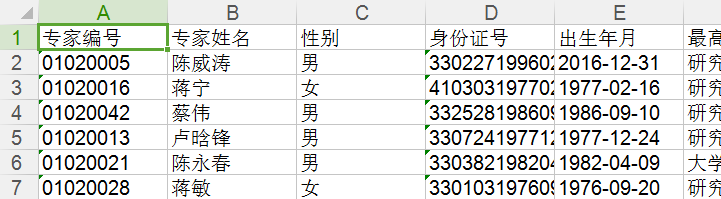 A B C D E
1 专家编号 专家姓名 性别 身份证号 出生年月 最高
2 01020005 陈威涛 男 330227199602 2016-12-31 研究
3 01020016 蒋宁 女 410303197702 1977-02-16 研究
4 01020042 蔡伟 男 332528198609 1986-09-10 研究
5 01020013 卢晗锋 男 330724197712 1977-12-24 研究
6 01020021 陈永春 男 330382198204 1982-04-09 大学
7 01020028 蒋敏 女 330103197609 1976-09-20 研究